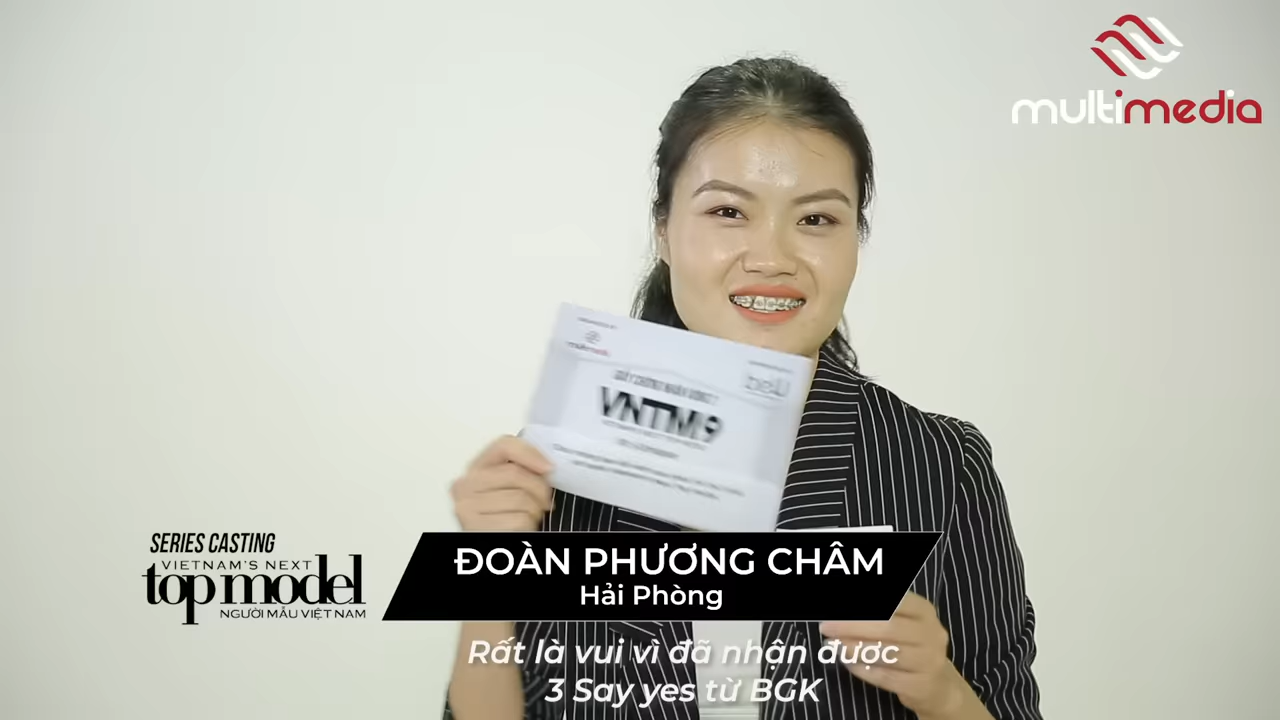 multimedia
VNTM9
SERIES CASTING
VIETNAM'S NEXT
top model
NGƯỜI MẪU VIỆT NAM
ĐOÀN PHƯƠNG CHÂM
Hải Phòng
Rất là vui vì đã nhận được
3 Say yes từ BGK